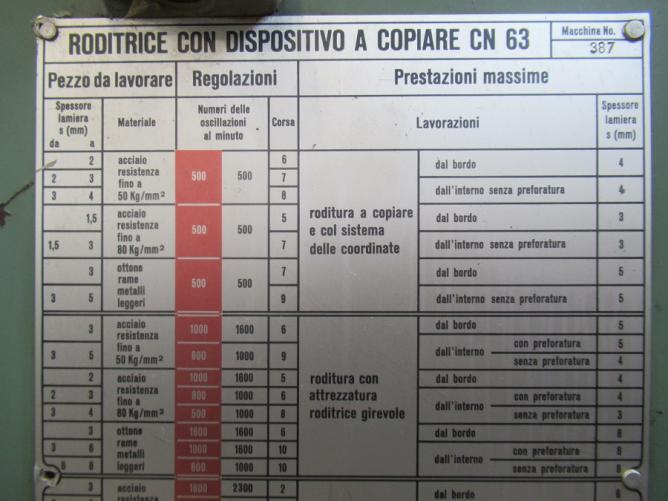 RODITRICE CON DISPOSITIVO A COPIARE CN 63
Macchina No.
387
Pezzo da lavorare Regolazioni Prestazioni massime
Spessore lamiera s (mm) da a
Materiale
Numeri delle oscillazioni al minuto
Corsa
Lavorazioni
Spessore lamiera s (mm)
2 acciaio 500 500 6 roditura a copiare dal bordo 4
2 3 resistenza 7 e col sistema
3 4 fino a 50 Kg/mm² 8 delle coordinate dall'interno senza preforatura 4
1,5 acciaio resistenza 500 500 5 dal bordo 3
1,5 3 fino a 80 Kg/mm² 7 dall'interno senza preforatura 3
3 ottone rame 500 500 7 dal bordo 5
3 5 metalli leggeri 9 dall'interno senza preforatura 5
3 acciaio resistenza 1000 1600 6 roditura con dal bordo 5
3 5 fino a 50 Kg/mm² 1000 9 attrezzatura dall'interno con preforatura 5
senza preforatura 4
2 acciaio 1000 1600 5 roditrice girevole dal bordo 4
2 3 resistenza fino a 1000 6 dall'interno con preforatura 4
3 4 80 Kg/mm² 500 1000 senza preforatura 3
3 ottone 1600 1600 6 dal bordo
3 rame metalli 1000 1600 10 dall'interno con preforatura
leggeri 1000 10 senza preforatura
3 acciaio 1600 2300 2 dal bordo